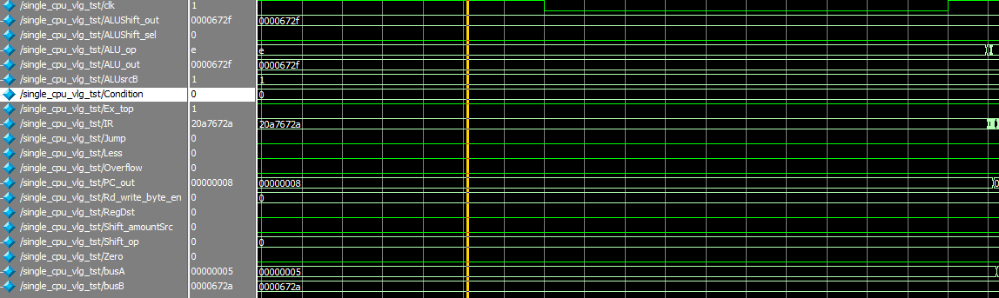 /single_cpu_vlg_tst/clk 1
/single_cpu_vlg_tst/ALUShift_out 0000672f 0000672f
/single_cpu_vlg_tst/ALUShift_sel 0
/single_cpu_vlg_tst/ALU_op e e
/single_cpu_vlg_tst/ALU_out 0000672f 0000672f
/single_cpu_vlg_tst/ALUsrcB 1 1
/single_cpu_vlg_tst/Condition 0 0
/single_cpu_vlg_tst/Ex_top 1
/single_cpu_vlg_tst/IR 20a7672a 20a7672a
/single_cpu_vlg_tst/Jump 0
/single_cpu_vlg_tst/Less 0
/single_cpu_vlg_tst/Overflow 0
/single_cpu_vlg_tst/PC_out 00000008 00000008 0
/single_cpu_vlg_tst/Rd_write_byte_en 0 0
/single_cpu_vlg_tst/RegDst 0
/single_cpu_vlg_tst/Shift_amountSrc 0
/single_cpu_vlg_tst/Shift_op 0 0
/single_cpu_vlg_tst/Zero 0
/single_cpu_vlg_tst/busA 00000005 00000005
/single_cpu_vlg_tst/busB 0000672a 0000672a